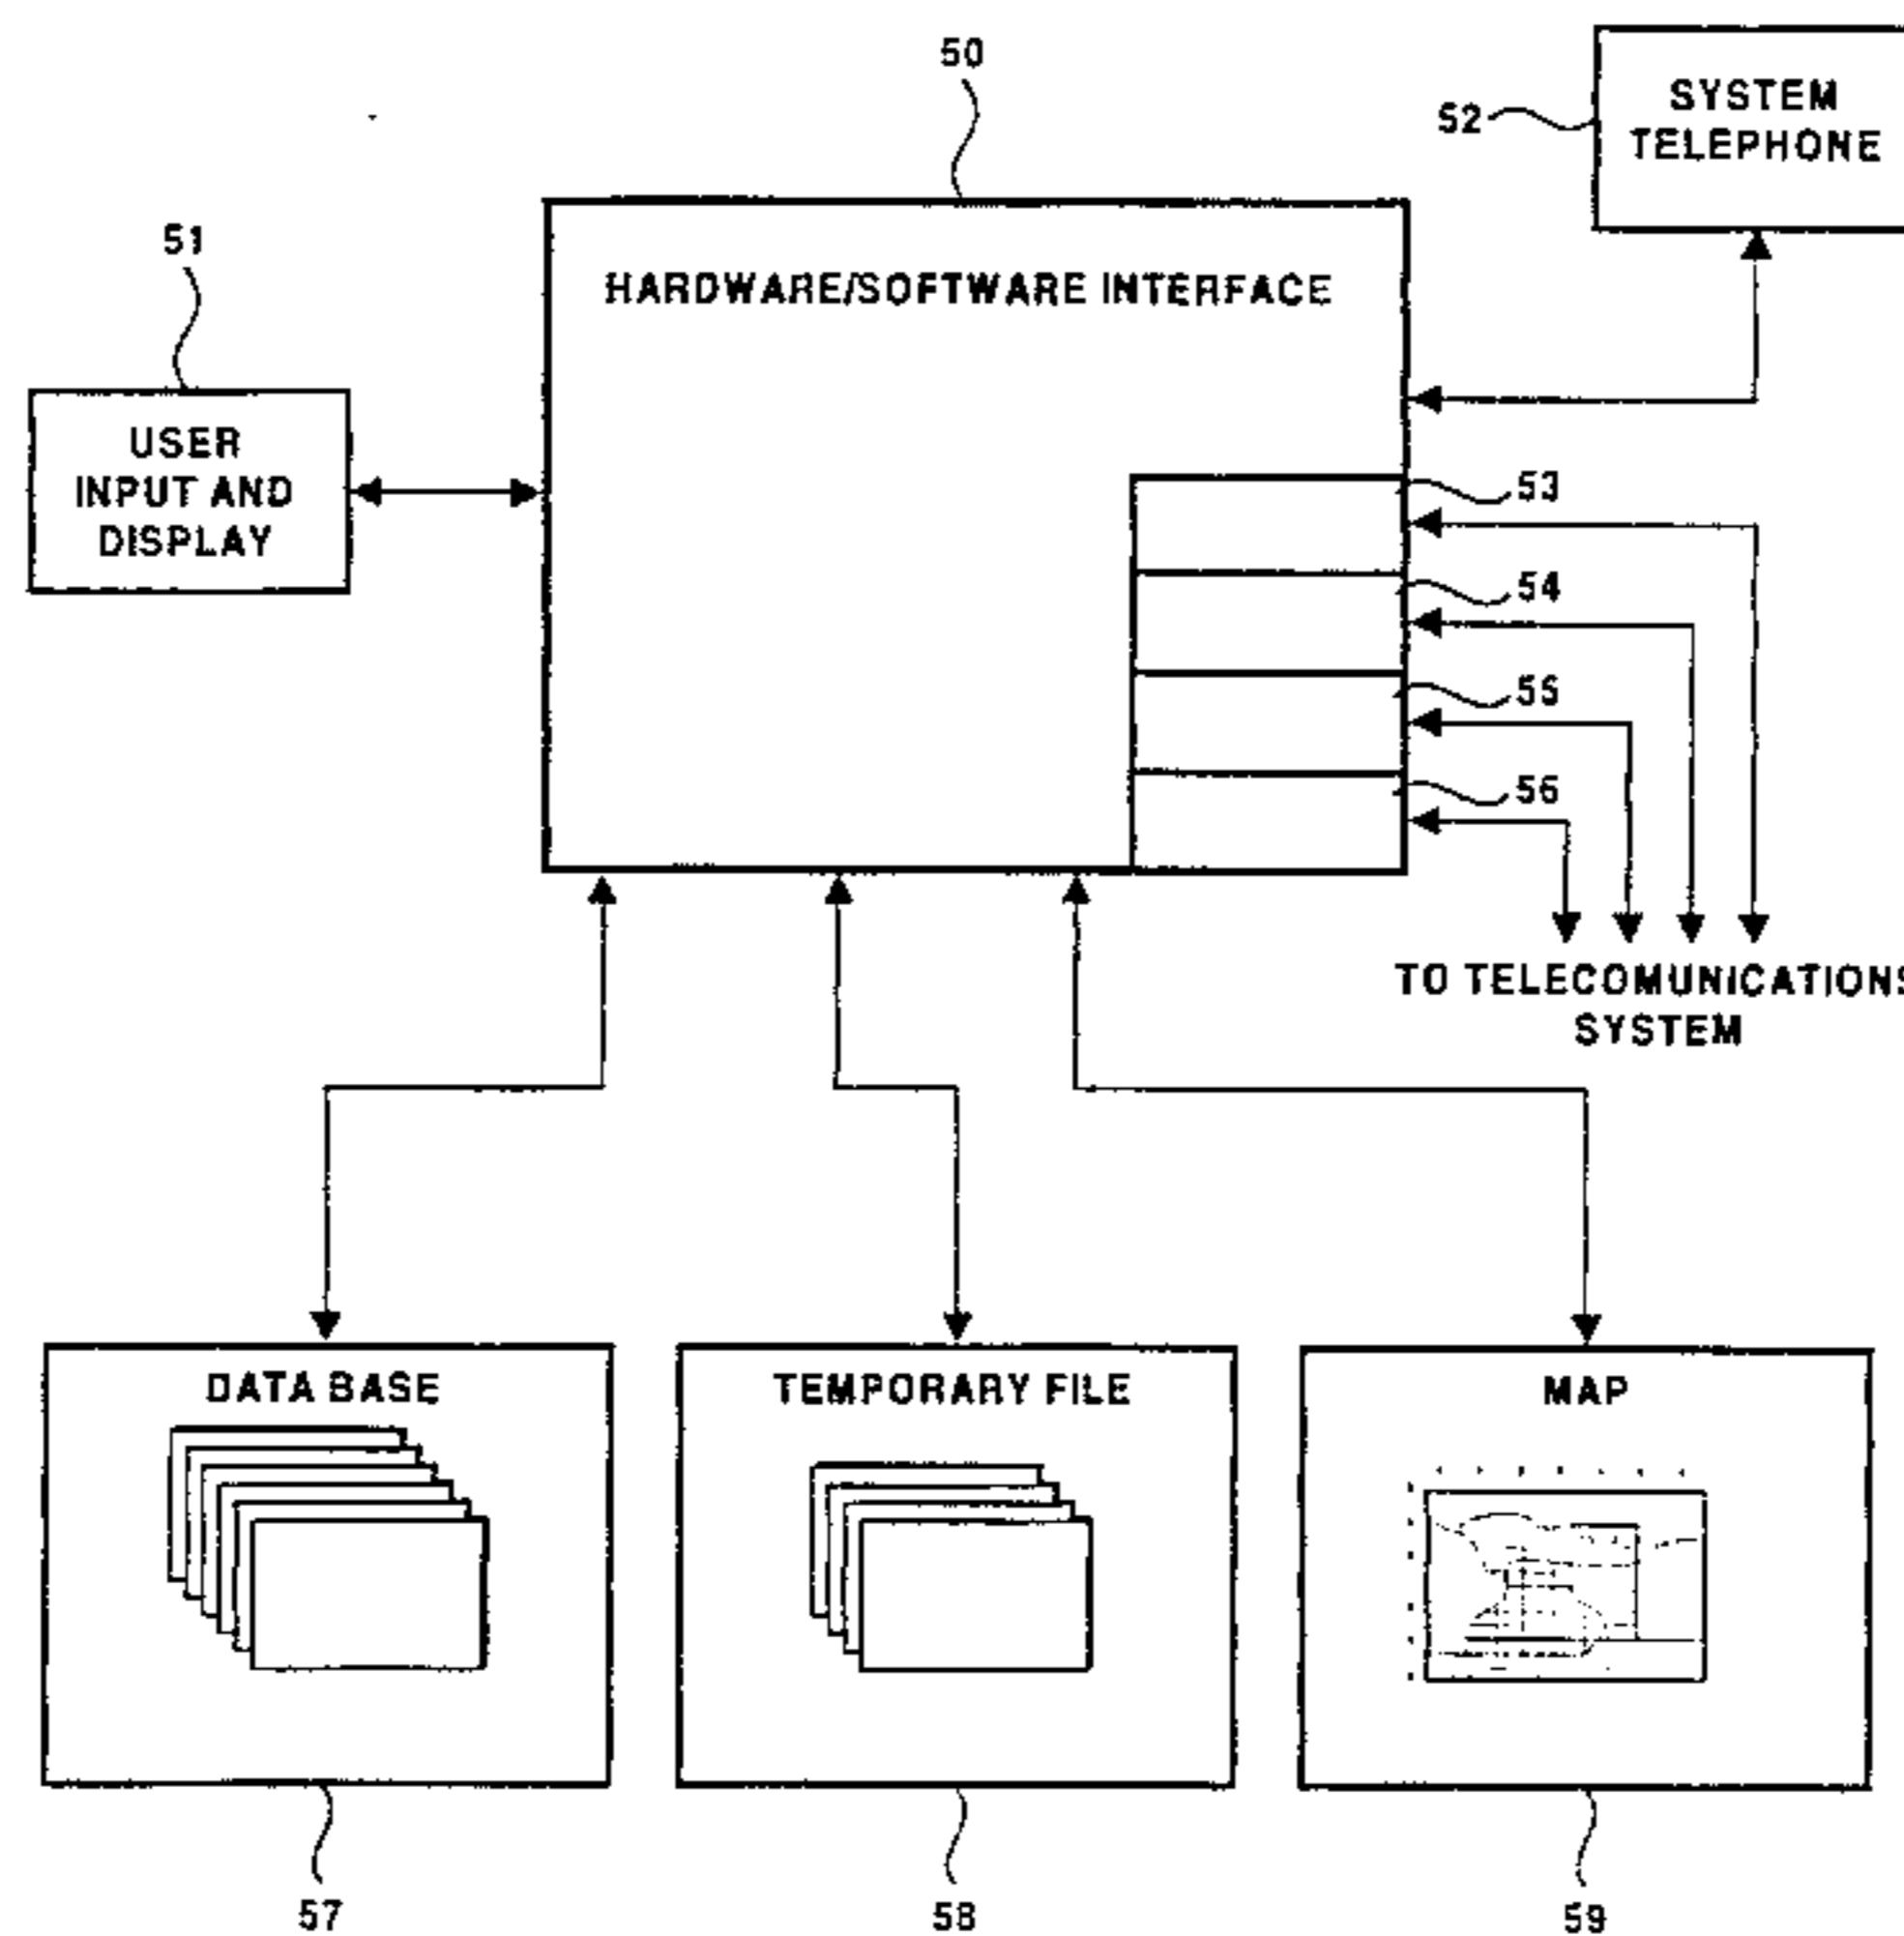 50
52
SYSTEM
TELEPHONE
51
HARDWARE/SOFTWARE INTERFACE
USER
INPUT AND
DISPLAY
53
54
55
56
TO TELECOMUNICATIONS
SYSTEM
DATA BASE
TEMPORARY FILE
MAP
57
58
59